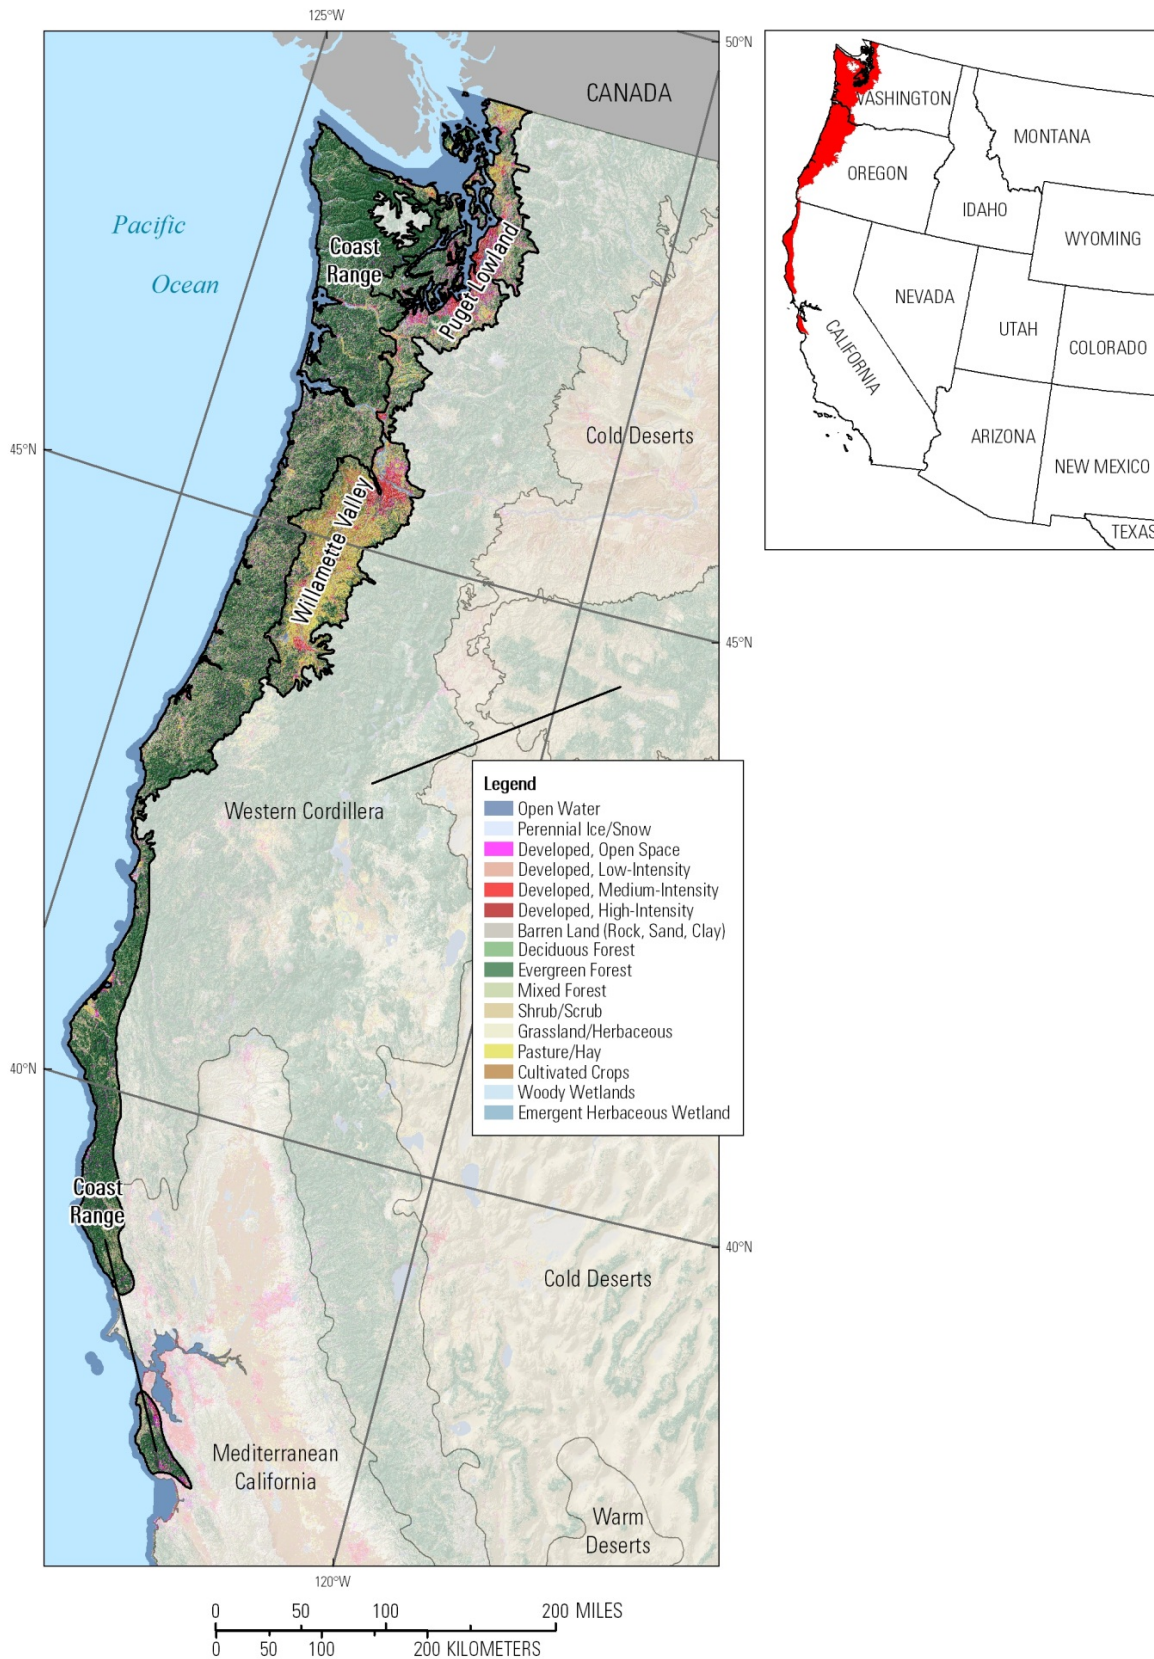 125°W
50°N
CANADA
Pacific
Ocean
Coast
Range
Puget Lowland
Cold Deserts
45°N
Willamette Valley
45°N
Western Cordillera
Legend
Open Water
Perennial Ice/Snow
Developed, Open Space
Developed, Low-Intensity
Developed, Medium-Intensity
Developed, High-Intensity
Barren Land (Rock, Sand, Clay)
Deciduous Forest
Evergreen Forest
Mixed Forest
Shrub/Scrub
Grassland/Herbaceous
Pasture/Hay
Cultivated Crops
Woody Wetlands
Emergent Herbaceous Wetland
40°N
Coast
Range
40°N
Cold Deserts
Mediterranean
California
Warm
Deserts
120°W
0 50 100 200 MILES
0 50 100 200 KILOMETERS
WASHINGTON
MONTANA
OREGON
IDAHO
WYOMING
NEVADA
UTAH
COLORADO
CALIFORNIA
ARIZONA
NEW MEXICO
TEXAS